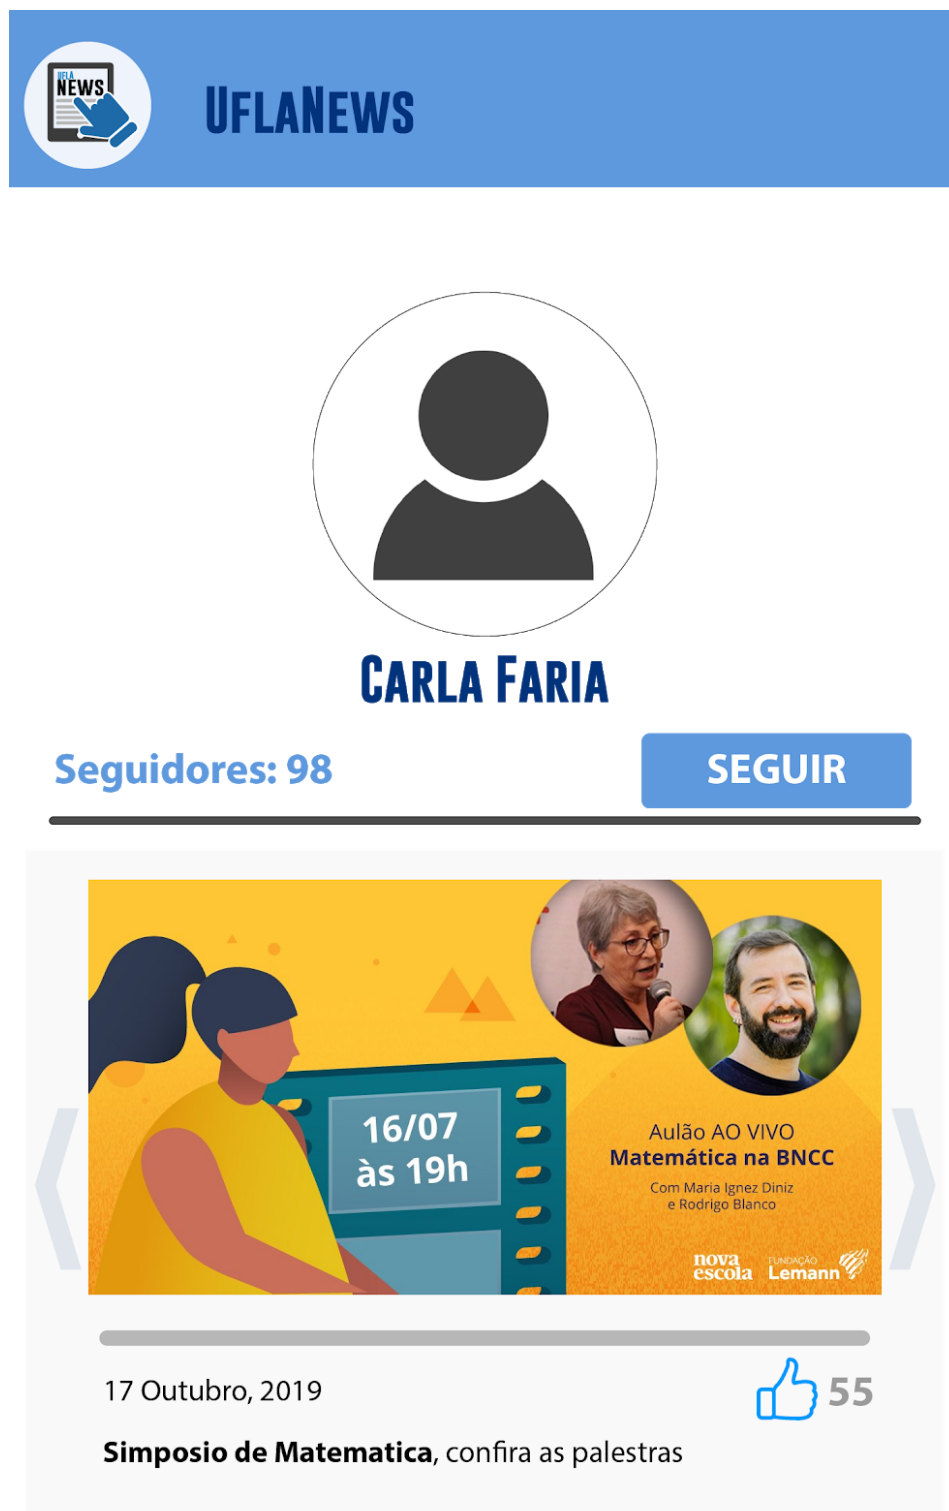 UFLA
NEWS
UFLANEWS
CARLA FARIA
Seguidores: 98
SEGUIR
16/07
às 19h
Aulão AO VIVO
Matemática na BNCC
Com Maria Ignez Diniz
e Rodrigo Blanco
nova
escola
FUNDAÇÃO
Lemann
17 Outubro, 2019
55
Simposio de Matematica, confira as palestras